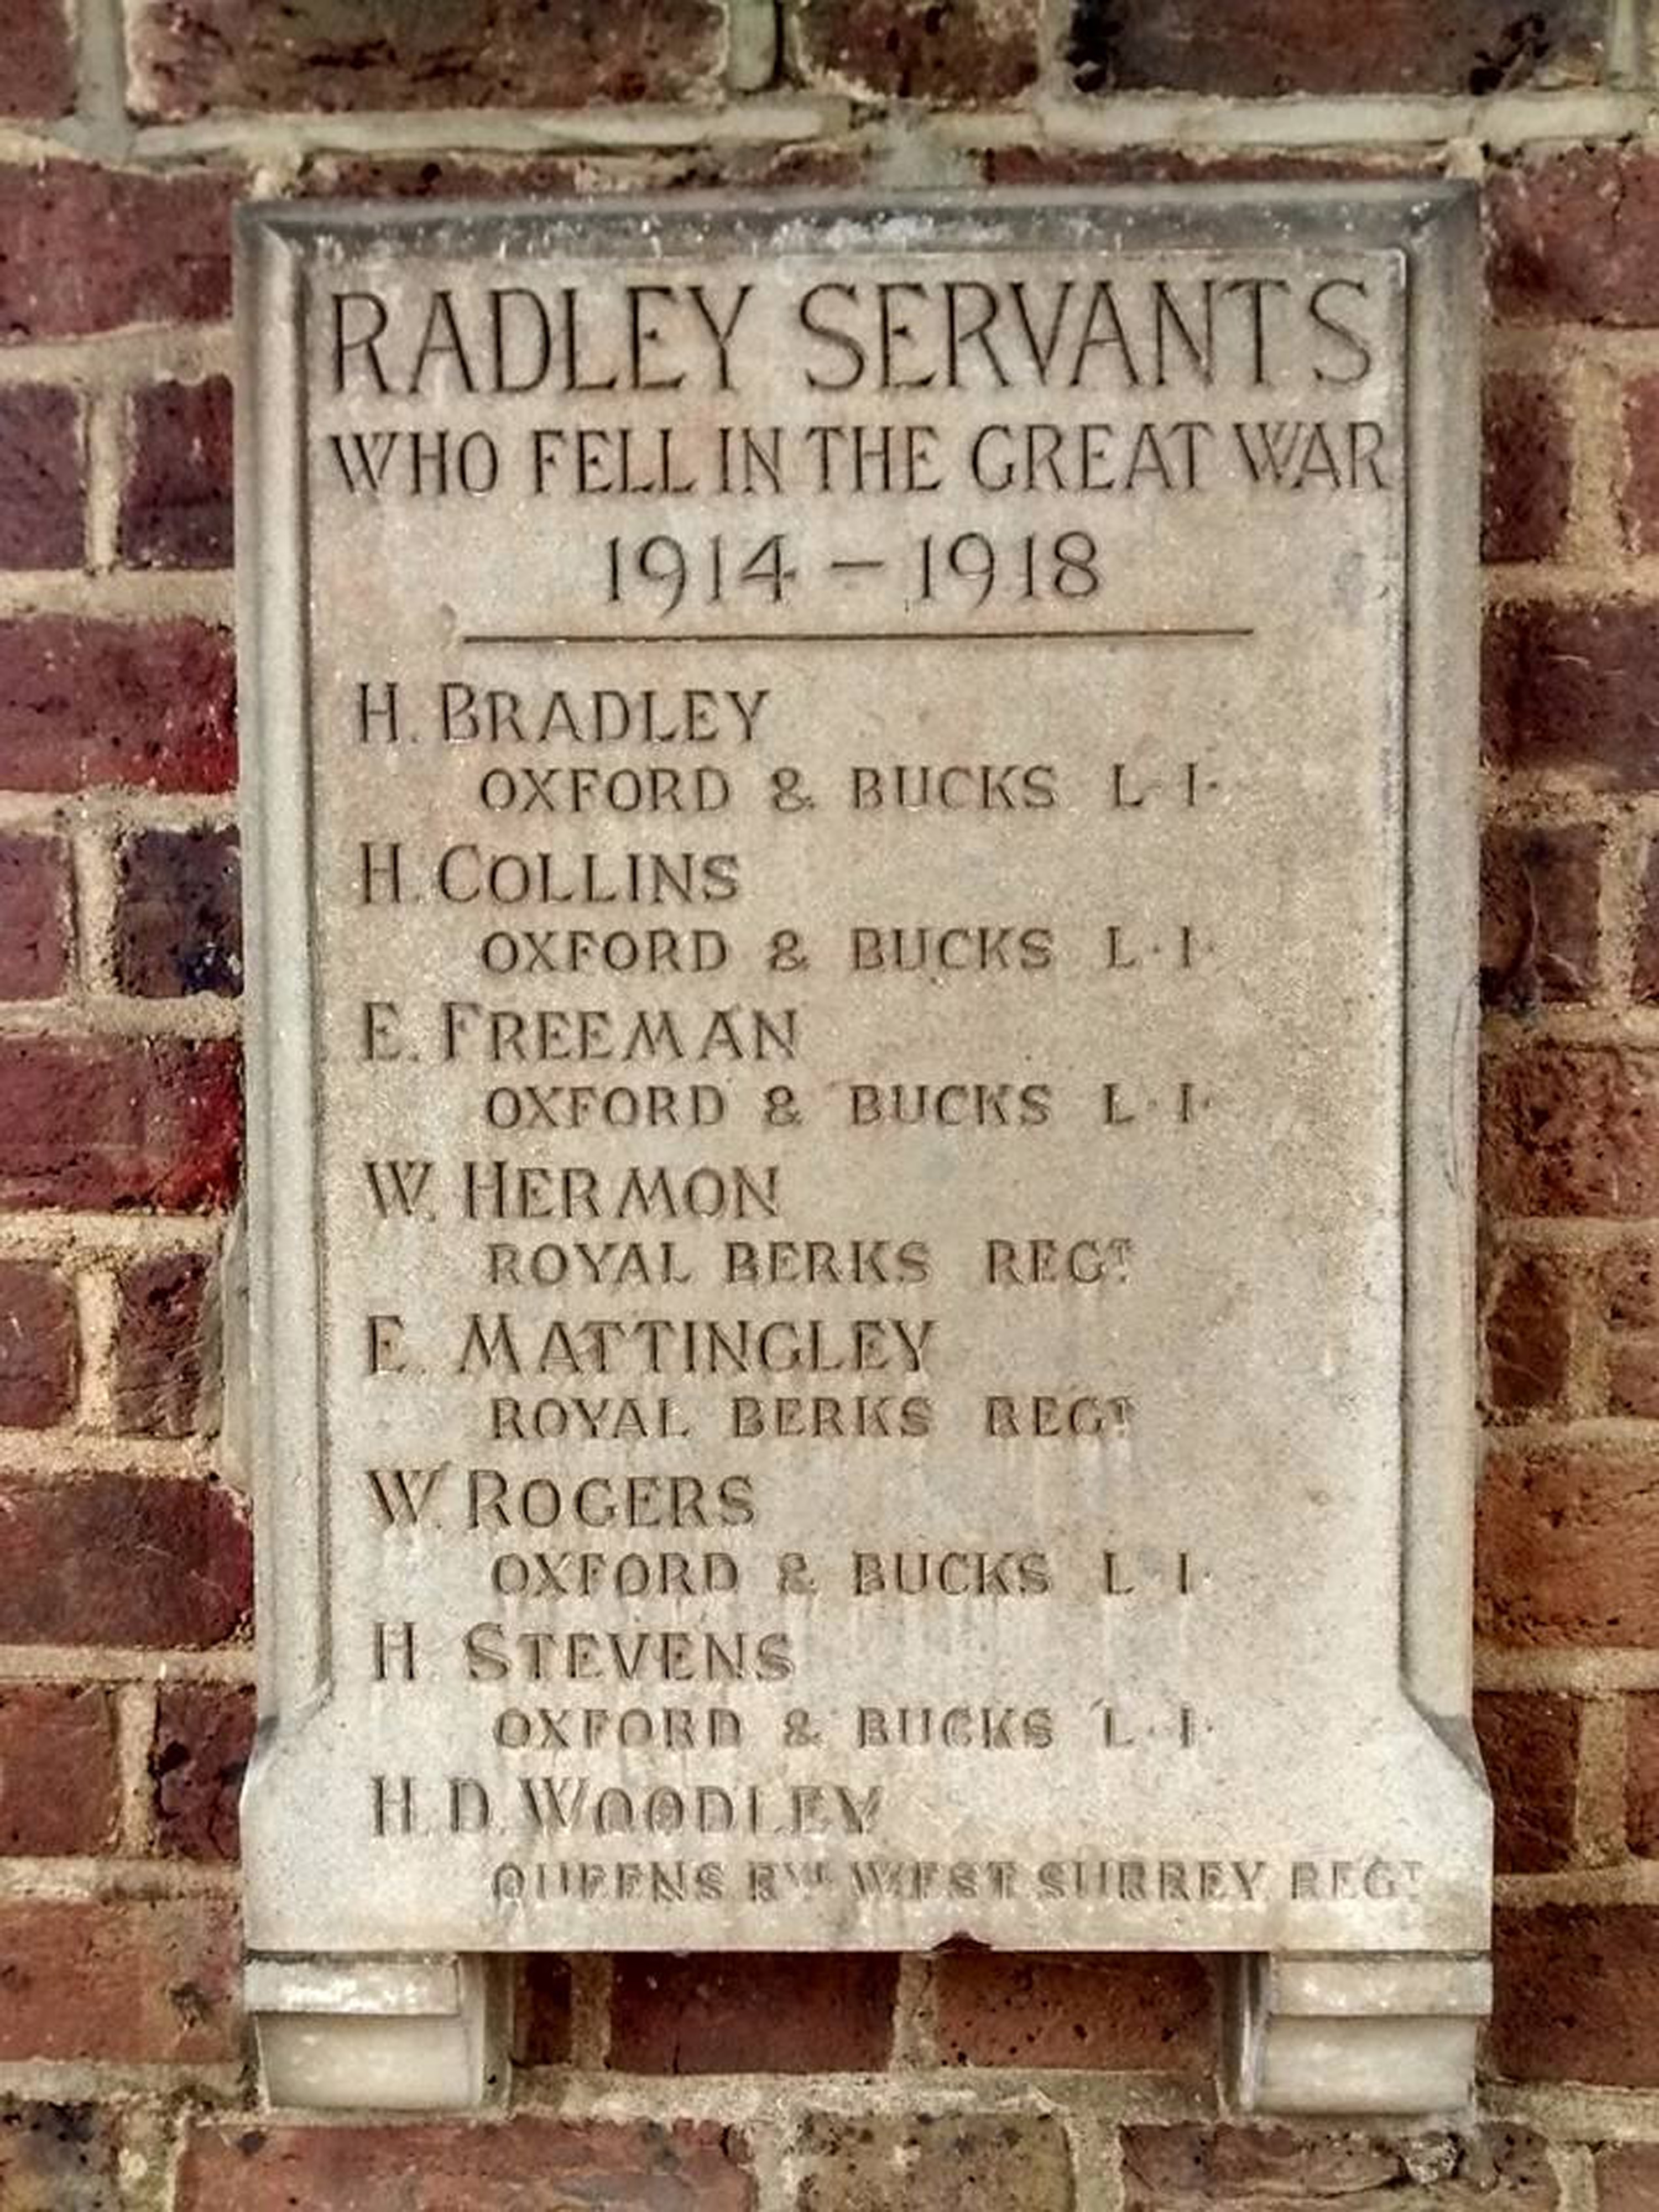 RADLEY SERVANTS
WHO FELL IN THE GREAT WAR
1914 – 1918
H. BRADLEY
OXFORD & BUCKS L·I·
H. COLLINS
OXFORD & BUCKS L·I·
E. FREEMAN
OXFORD & BUCKS L·I·
W. HERMON
ROYAL BERKS REGT
E. MATTINGLEY
ROYAL BERKS REGT
W. ROGERS
OXFORD & BUCKS L·I·
H. STEVENS
OXFORD & BUCKS L·I·
H. D. WOODLEY
QUEENS RYL WEST SURREY REGT